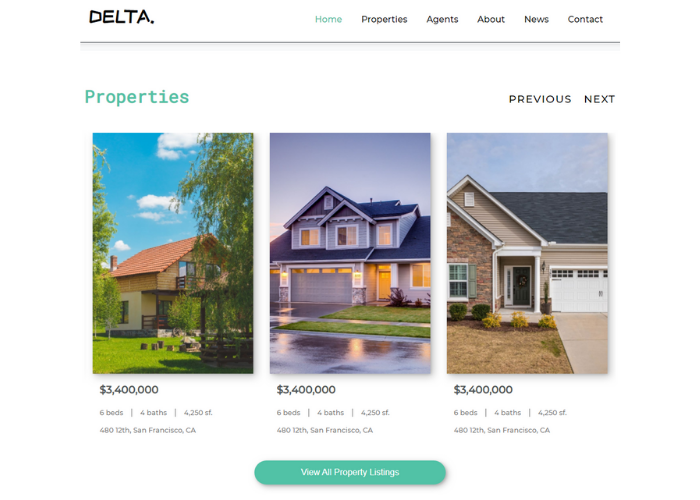 DELTA.
Home Properties Agents About News Contact
Properties
PREVIOUS NEXT
$3,400,000
6 beds | 4 baths | 4,250 sf.
480 12th, San Francisco, CA
$3,400,000
6 beds | 4 baths | 4,250 sf.
480 12th, San Francisco, CA
$3,400,000
6 beds | 4 baths | 4,250 sf.
480 12th, San Francisco, CA
View All Property Listings